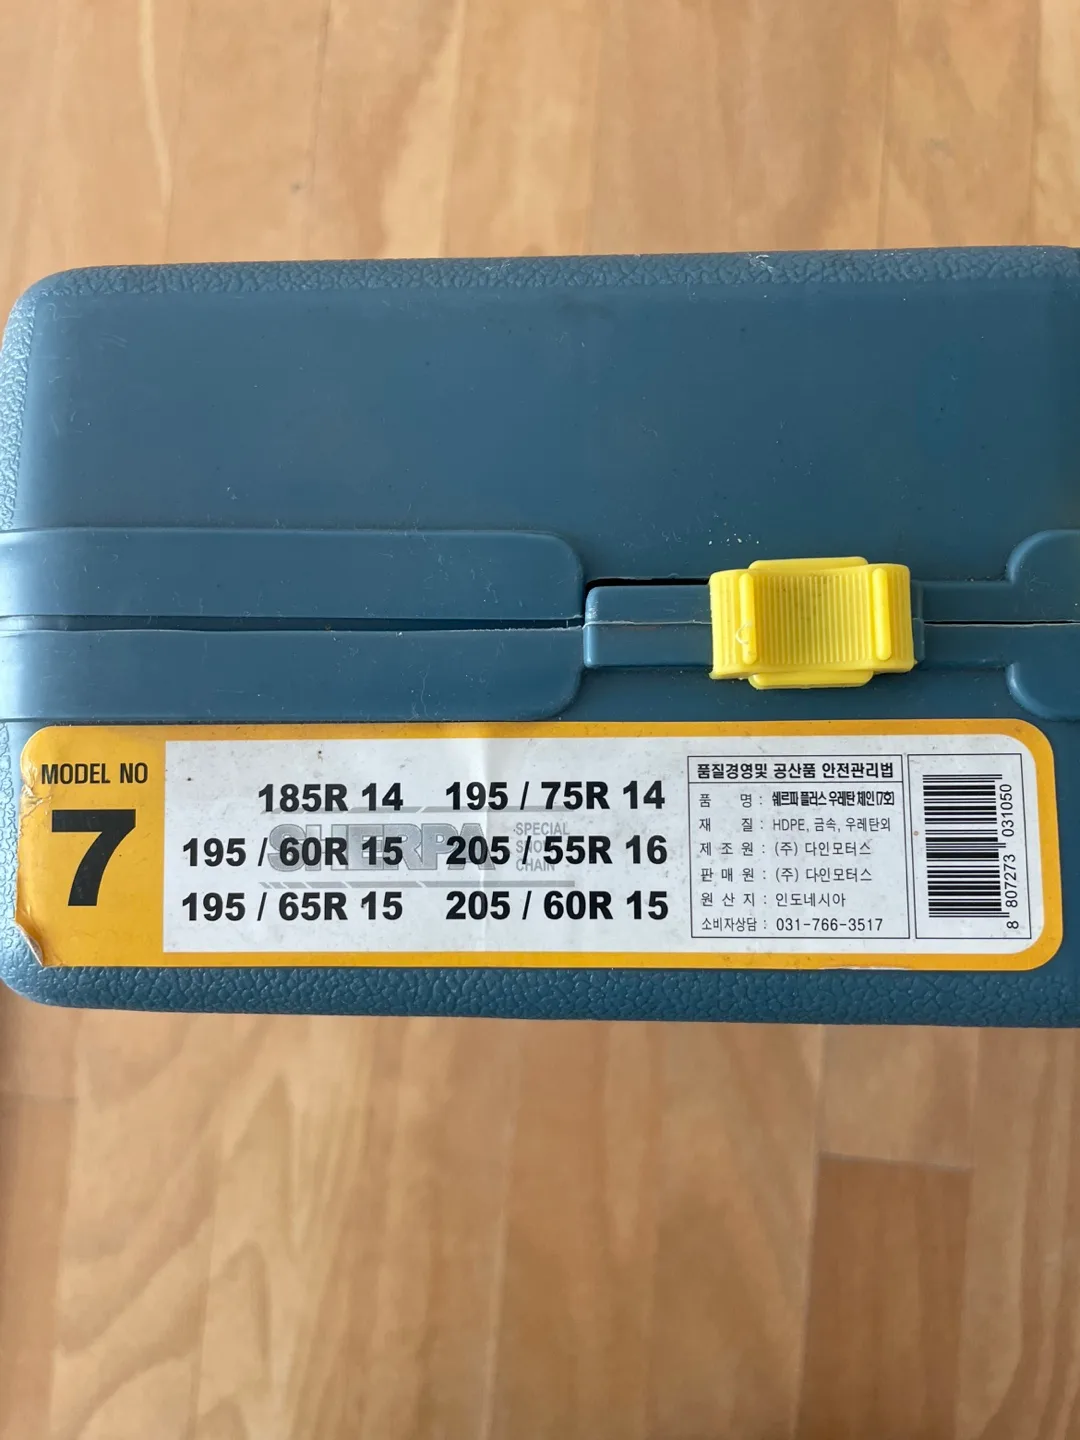 MODEL NO
7
185R 14 195 / 75R 14
195 / 60R 15 205 / 55R 16
195 / 65R 15 205 / 60R 15
SHERPA
SPECIAL
SNOW
CHAIN
품질경영및 공산품 안전관리법
품 명 : 쉐르파 플러스 우레탄 체인(7호)
재 질 : HDPE, 금속, 우레탄외
제 조 원 : (주) 다인모터스
판 매 원 : (주) 다인모터스
원 산 지 : 인도네시아
소비자상담 : 031-766-3517
8 807273 031050